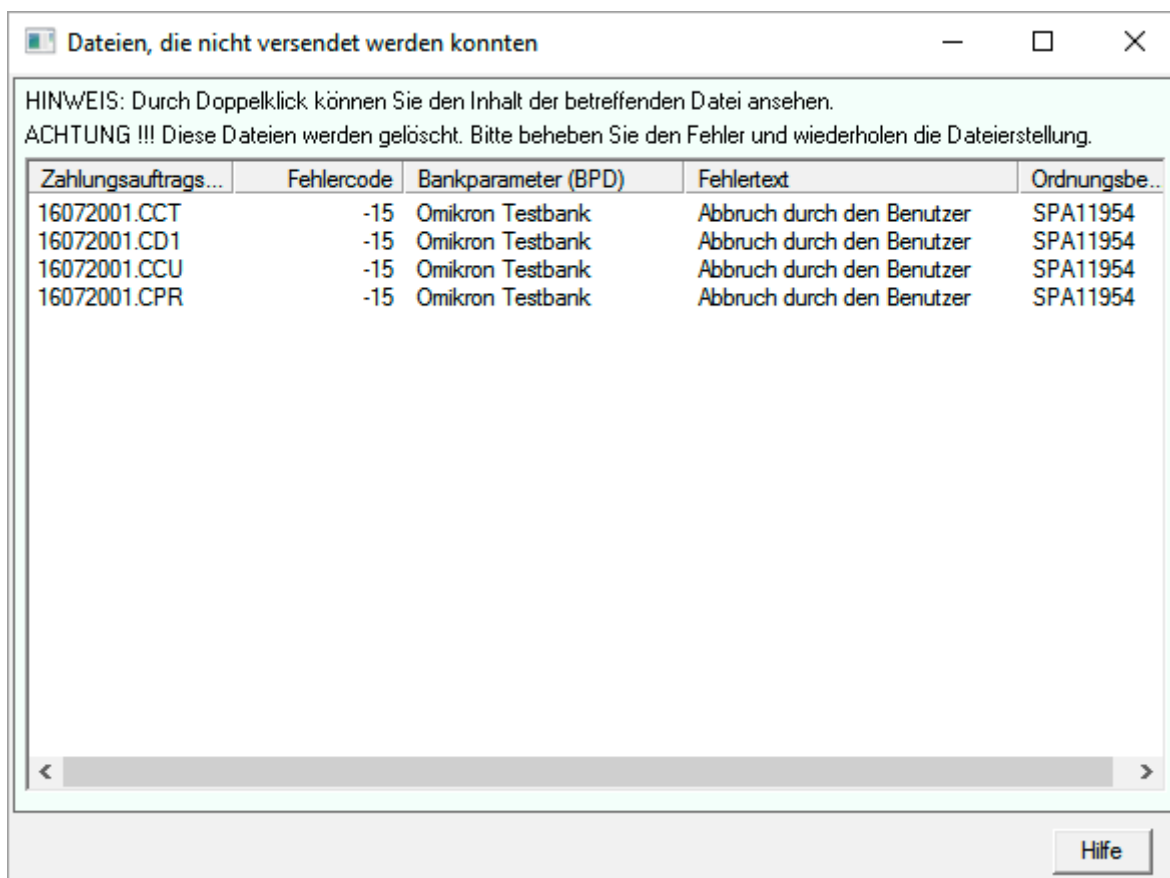 Dateien, die nicht versendet werden konnten
HINWEIS: Durch Doppelklick können Sie den Inhalt der betreffenden Datei ansehen.
ACHTUNG !!! Diese Dateien werden gelöscht. Bitte beheben Sie den Fehler und wiederholen die Dateierstellung.
Zahlungsauftrags... Fehlercode Bankparameter (BPD) Fehlertext Ordnungsbe...
16072001.CCT -15 Omikron Testbank Abbruch durch den Benutzer SPA11954
16072001.CD1 -15 Omikron Testbank Abbruch durch den Benutzer SPA11954
16072001.CCU -15 Omikron Testbank Abbruch durch den Benutzer SPA11954
16072001.CPR -15 Omikron Testbank Abbruch durch den Benutzer SPA11954
Hilfe